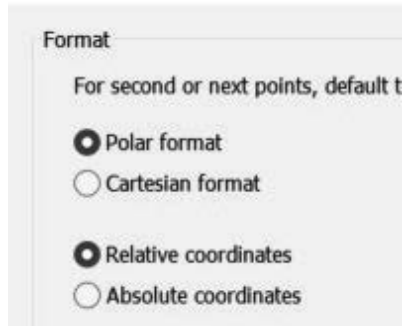 Format
For second or next points, default t
Polar format
Cartesian format
Relative coordinates
Absolute coordinates